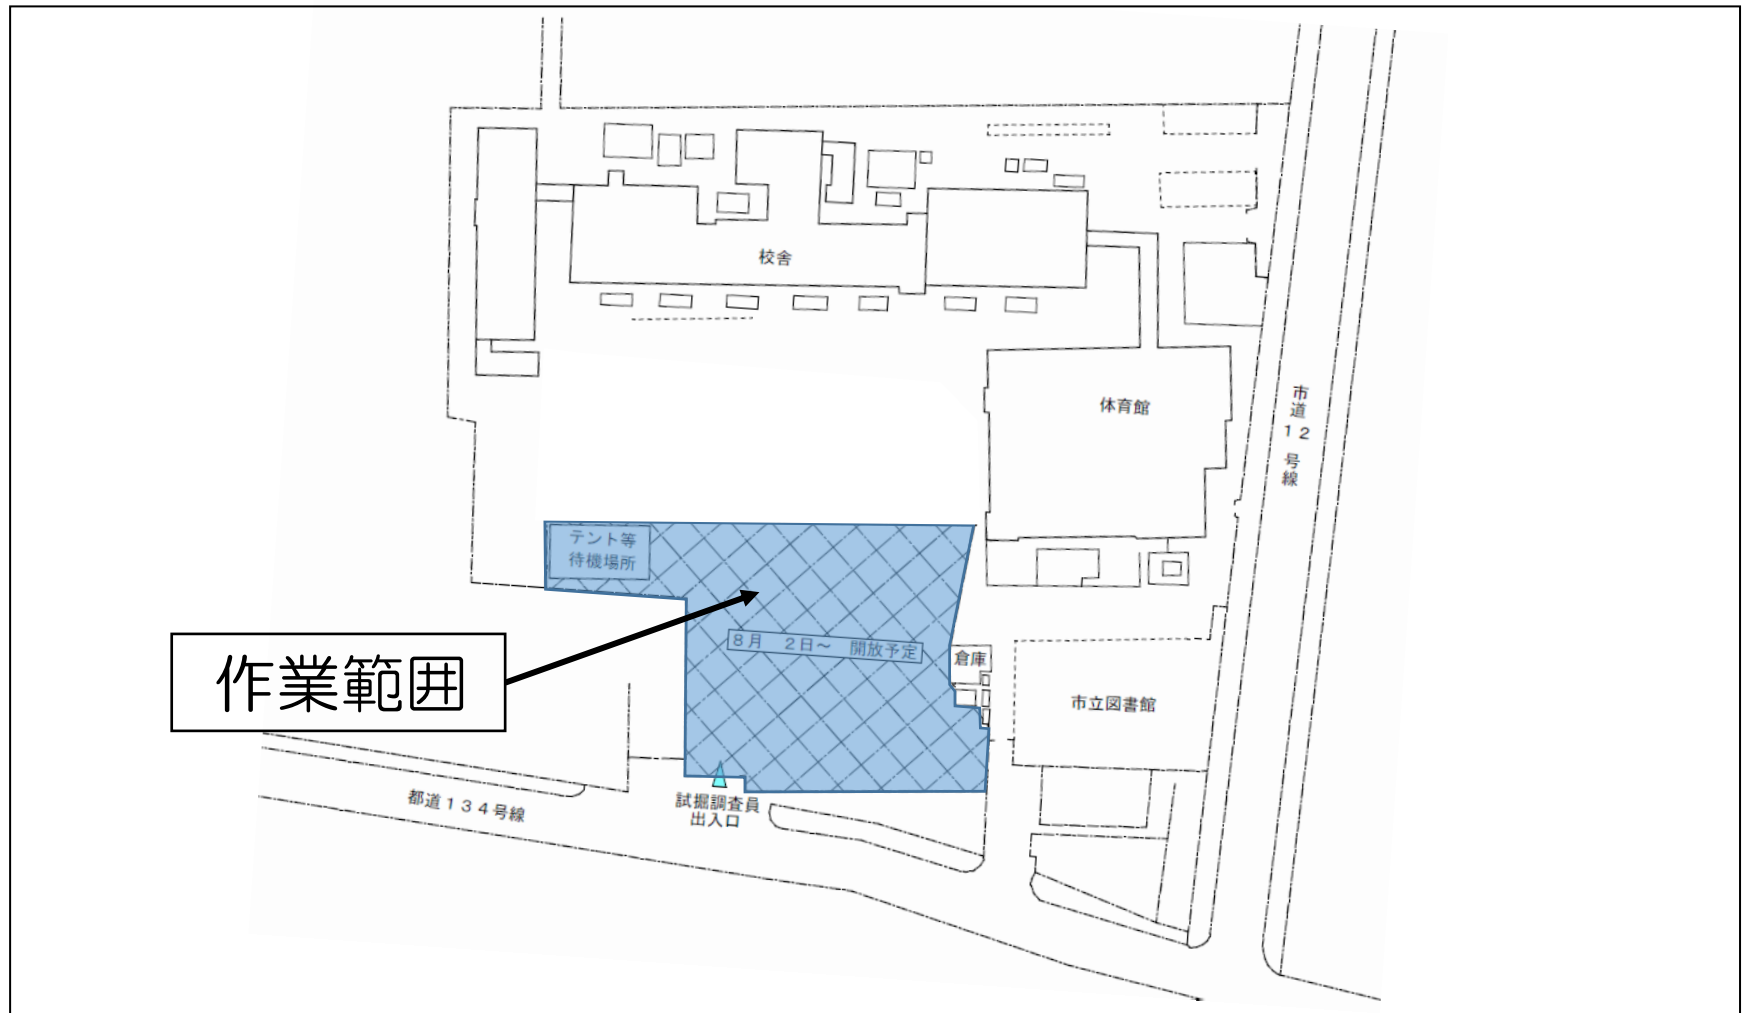 校舎
体育館
市道12号線
テント等
待機場所
8月　2日～　開放予定
倉庫
作業範囲
市立図書館
都道134号線
試掘調査員
出入口